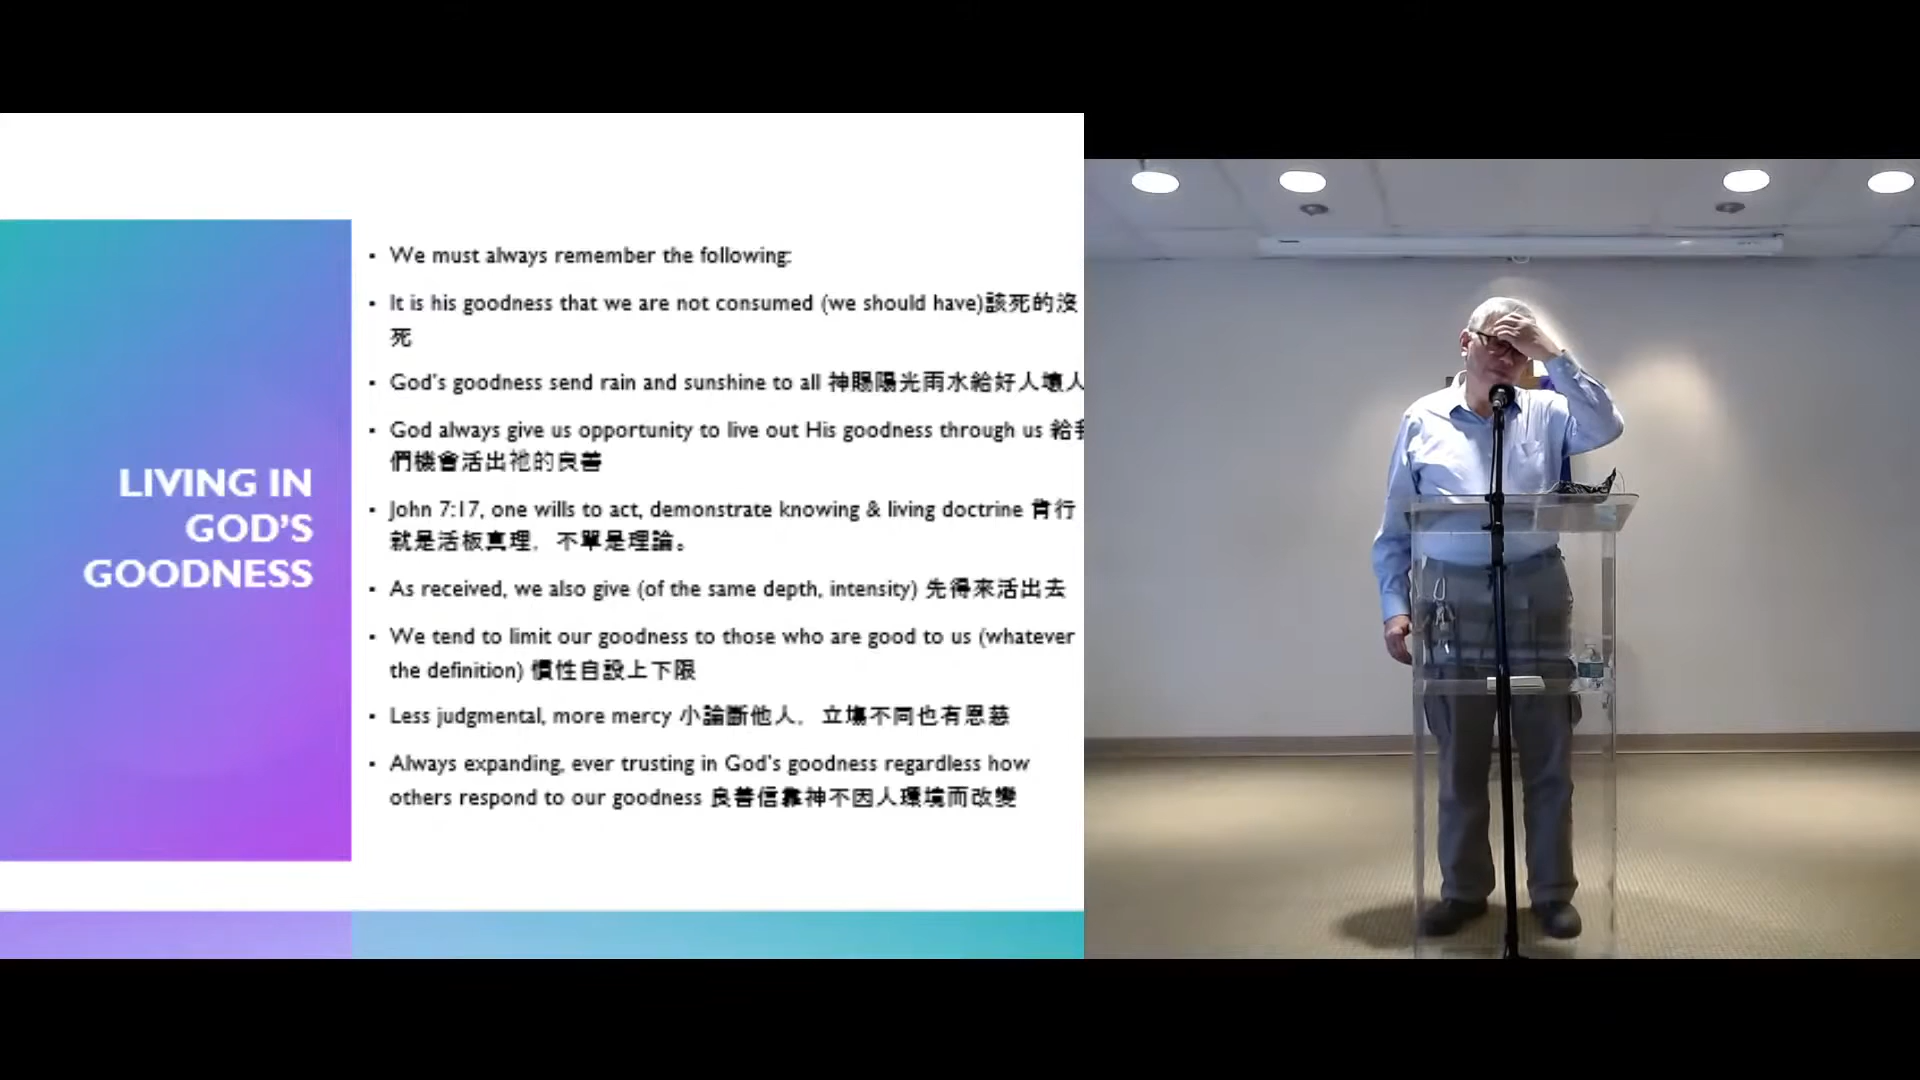 LIVING IN
GOD'S
GOODNESS
• We must always remember the following:
• It is his goodness that we are not consumed (we should have)該死的沒
死
• God's goodness send rain and sunshine to all 神賜陽光雨水給好人壞人
• God always give us opportunity to live out His goodness through us 給我
們機會活出祂的良善
• John 7:17, one wills to act, demonstrate knowing & living doctrine 肯行
就是活板真理，不單是理論。
• As received, we also give (of the same depth, intensity) 先得來活出去
• We tend to limit our goodness to those who are good to us (whatever
the definition) 慣性自設上下限
• Less judgmental, more mercy 小論斷他人，立場不同也有恩慈
• Always expanding, ever trusting in God's goodness regardless how
others respond to our goodness 良善信靠神不因人環境而改變